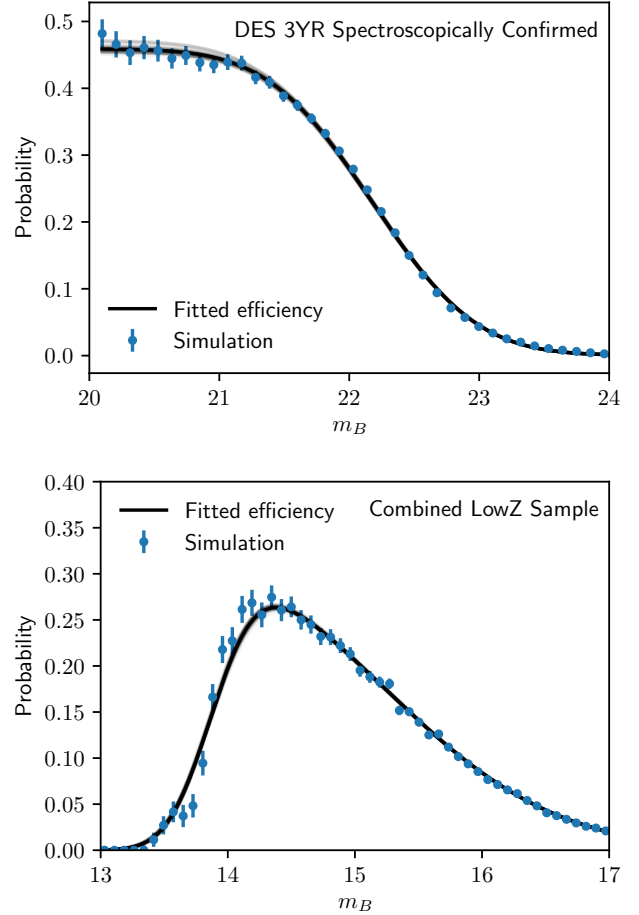 DES 3YR Spectroscopically Confirmed
0.5
0.4
0.3
0.2
0.1
0.0
Probability
Fitted efficiency
Simulation
20
21
22
23
24
m_B
0.40
0.35
0.30
0.25
0.20
0.15
0.10
0.05
0.00
Probability
Fitted efficiency
Simulation
Combined LowZ Sample
13
14
15
16
17
m_B